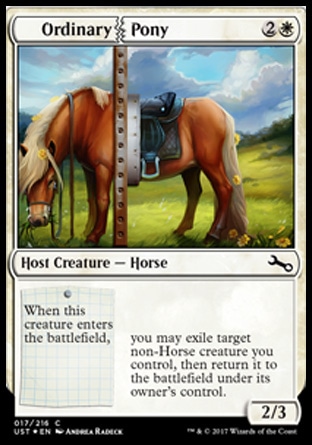 Ordinary Pony 2
Host Creature — Horse
When this
creature enters
the battlefield,
you may exile target
non-Horse creature you
control, then return it to
the battlefield under its
owner's control.
2/3
017/216 C
UST ★ EN Andrea Radeck
™ & © 2017 Wizards of the Coast